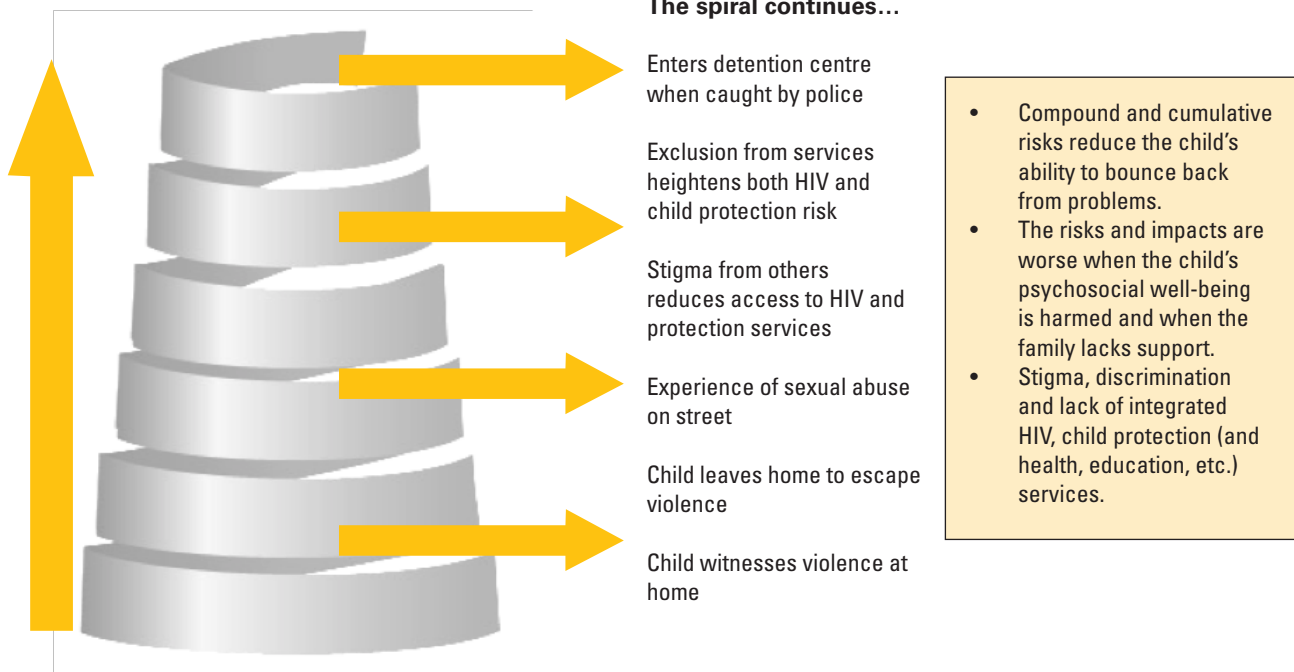 The spiral continues…
Enters detention centre
when caught by police
Exclusion from services
heightens both HIV and
child protection risk
Stigma from others
reduces access to HIV and
protection services
Experience of sexual abuse
on street
Child leaves home to escape
violence
Child witnesses violence at
home
• Compound and cumulative
risks reduce the child’s
ability to bounce back
from problems.
• The risks and impacts are
worse when the child’s
psychosocial well-being
is harmed and when the
family lacks support.
• Stigma, discrimination
and lack of integrated
HIV, child protection (and
health, education, etc.)
services.